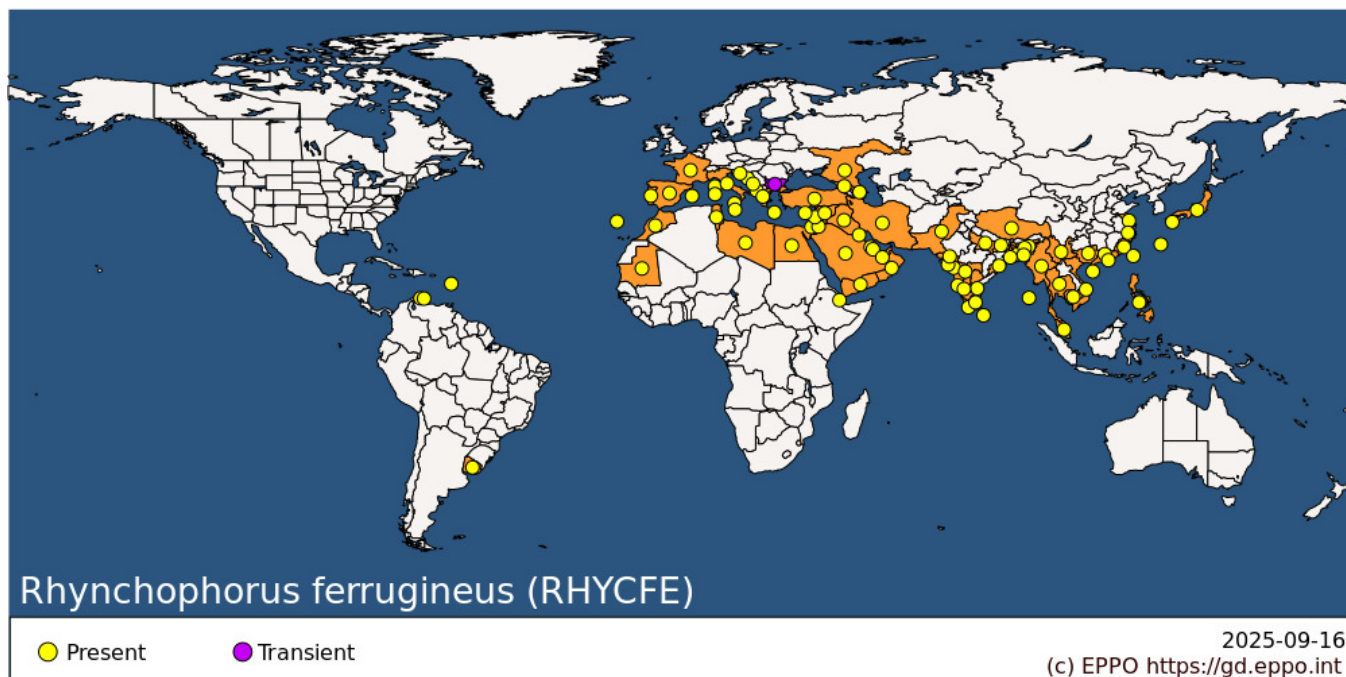 Rhynchophorus ferrugineus (RHYCFE)
Present
Transient
2025-09-16
(c) EPPO https://gd.eppo.int